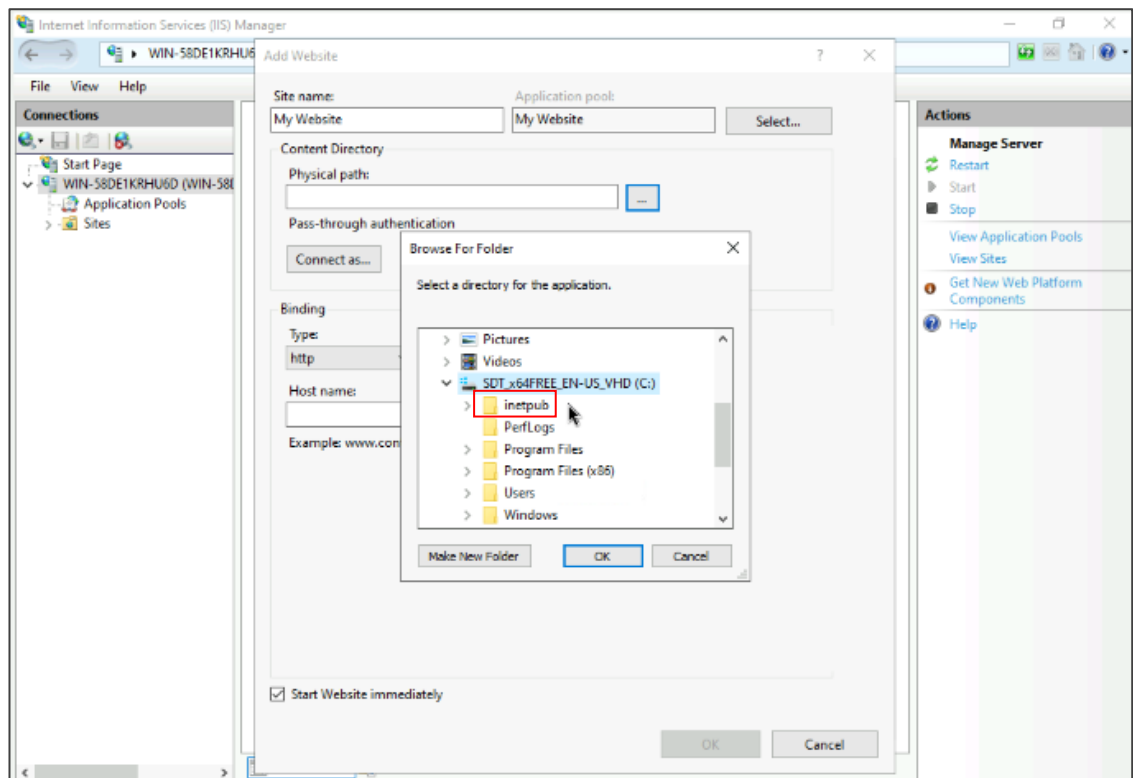 Internet Information Services (IIS) Manager
WIN-58DE1KRHU6
File View Help
Connections
Start Page
WIN-58DE1KRHU6D (WIN-58D
Application Pools
Sites
Add Website
Site name:
Application pool:
My Website
My Website
Select...
Content Directory
Physical path:
...
Pass-through authentication
Connect as...
Binding
Type:
http
Host name:
Example: www.con
Browse For Folder
Select a directory for the application.
Pictures
Videos
SDT_x64FREE_EN-US_VHD (C:)
inetpub
PerfLogs
Program Files
Program Files (x86)
Users
Windows
Make New Folder
OK
Cancel
Start Website immediately
OK
Cancel
Actions
Manage Server
Restart
Start
Stop
View Application Pools
View Sites
Get New Web Platform
Components
Help